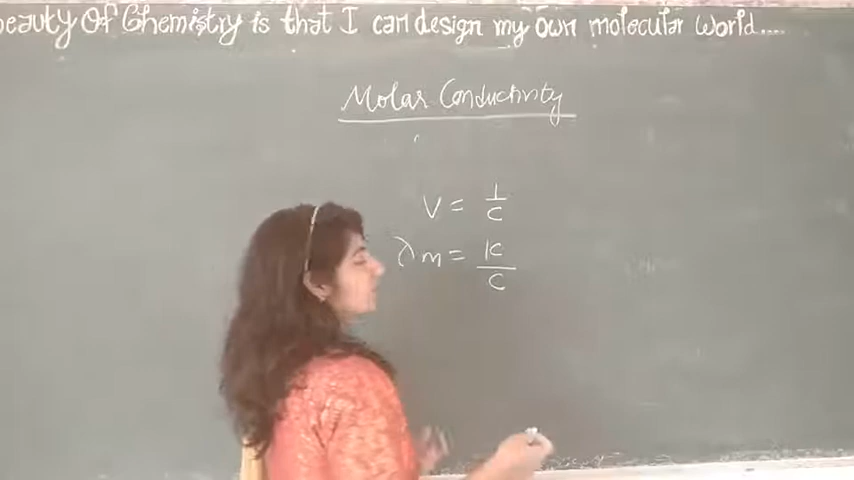 beauty Of Chemistry is that I can design my own molecular world....
Molar Conductivity
V = 1/C
λm = K/C